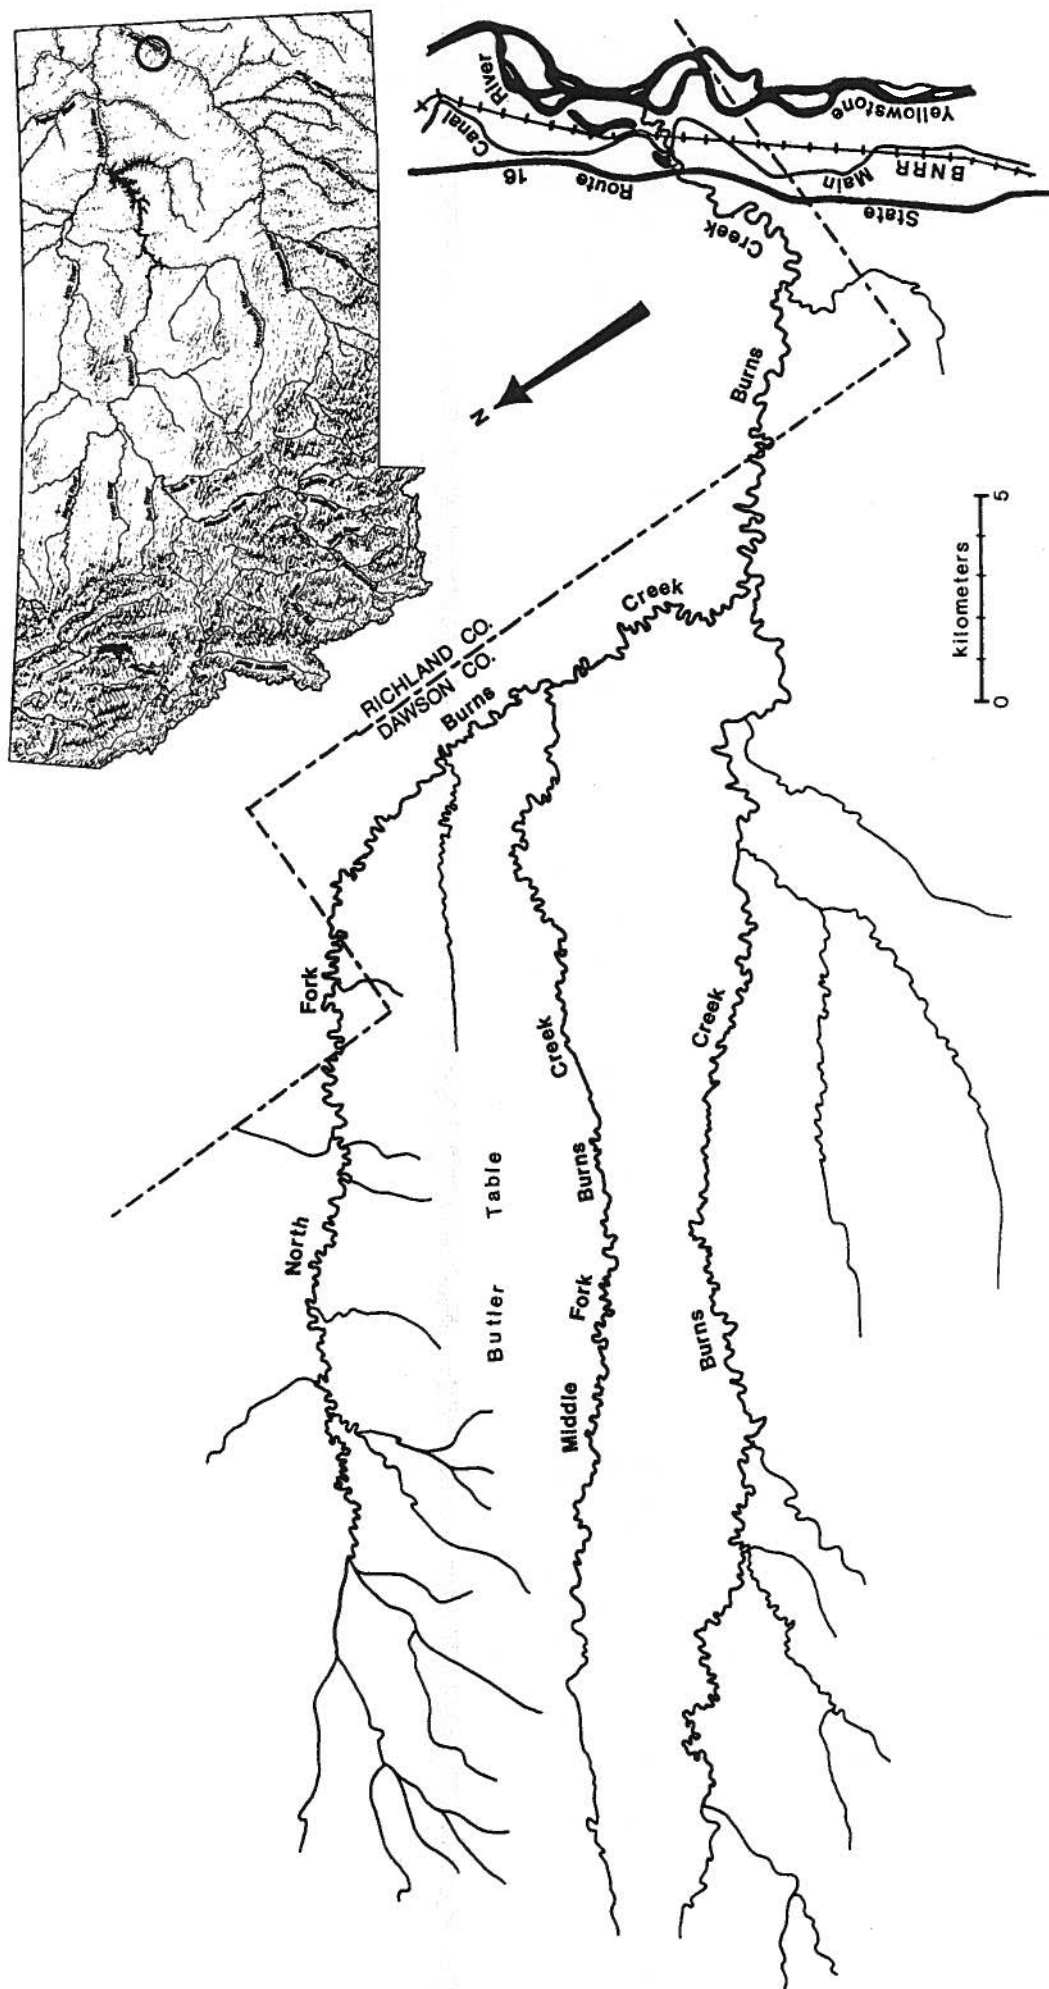 River
Canal
Yellowstone
BNRR
Main
16
Route
State
Creek
Burns
N
Creek
Burns
RICHLAND CO.
DAWSON CO.
kilometers
0
5
Fork
North
Creek
Burns
Fork
Middle
Table
Butler
Creek
Burns